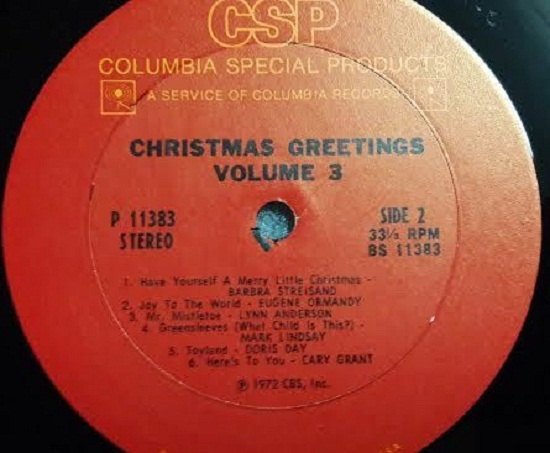 CSP
COLUMBIA SPECIAL PRODUCTS
A SERVICE OF COLUMBIA RECORDS
CHRISTMAS GREETINGS
VOLUME 3
P 11383
STEREO
SIDE 2
33⅓ RPM
BS 11383
1. Have Yourself A Merry Little Christmas -
BARBRA STREISAND
2. Joy To The World - EUGENE ORMANDY
3. Mr. Mistletoe - LYNN ANDERSON
4. Greensleeves (What Child Is This?) -
MARK LINDSAY
5. Toyland - DORIS DAY
6. Here's To You - CARY GRANT
℗ 1972 CBS, Inc.